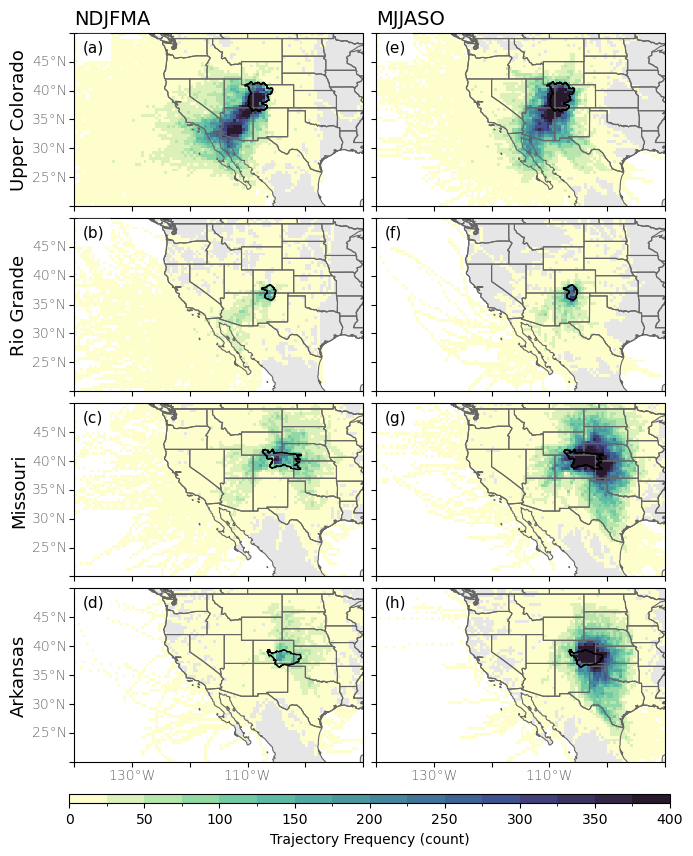 NDJFMA
MJJASO
Upper Colorado
(a)
45°N
40°N
35°N
30°N
25°N
(e)
Rio Grande
(b)
45°N
40°N
35°N
30°N
25°N
(f)
Missouri
(c)
45°N
40°N
35°N
30°N
25°N
(g)
Arkansas
(d)
45°N
40°N
35°N
30°N
25°N
(h)
130°W 110°W
130°W 110°W
0 50 100 150 200 250 300 350 400
Trajectory Frequency (count)